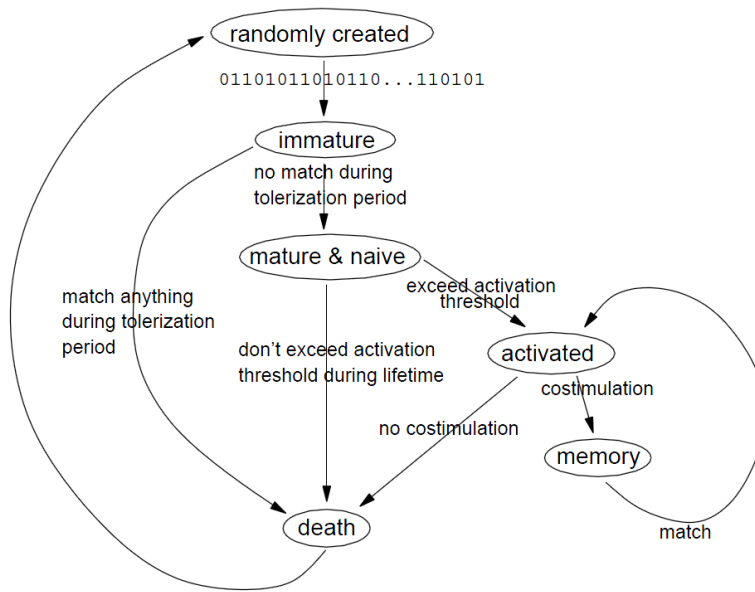 randomly created
01101011010110...110101
immature
no match during
tolerization period
mature & naive
exceed activation
threshold
match anything
during tolerization
period
don't exceed activation
threshold during lifetime
activated
costimulation
no costimulation
memory
death
match